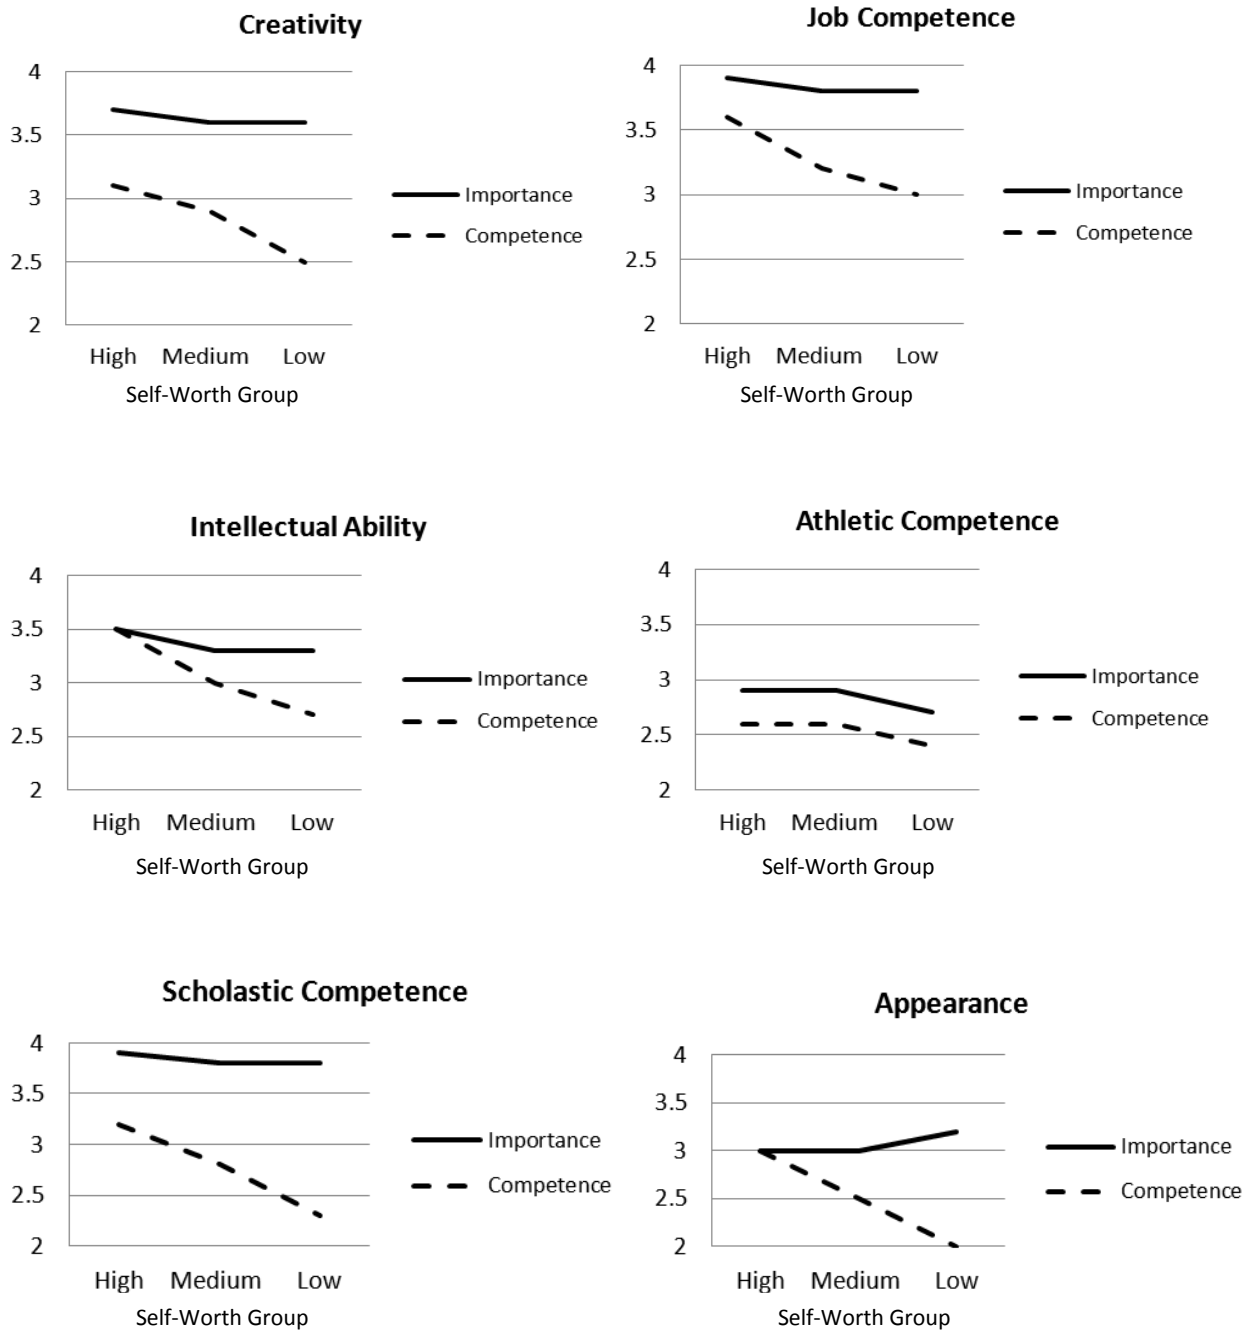 Creativity
4
3.5
3
2.5
2
High Medium Low
Self-Worth Group
Importance
Competence
Job Competence
4
3.5
3
2.5
2
High Medium Low
Self-Worth Group
Importance
Competence
Intellectual Ability
4
3.5
3
2.5
2
High Medium Low
Self-Worth Group
Importance
Competence
Athletic Competence
4
3.5
3
2.5
2
High Medium Low
Self-Worth Group
Importance
Competence
Scholastic Competence
4
3.5
3
2.5
2
High Medium Low
Self-Worth Group
Importance
Competence
Appearance
4
3.5
3
2.5
2
High Medium Low
Self-Worth Group
Importance
Competence